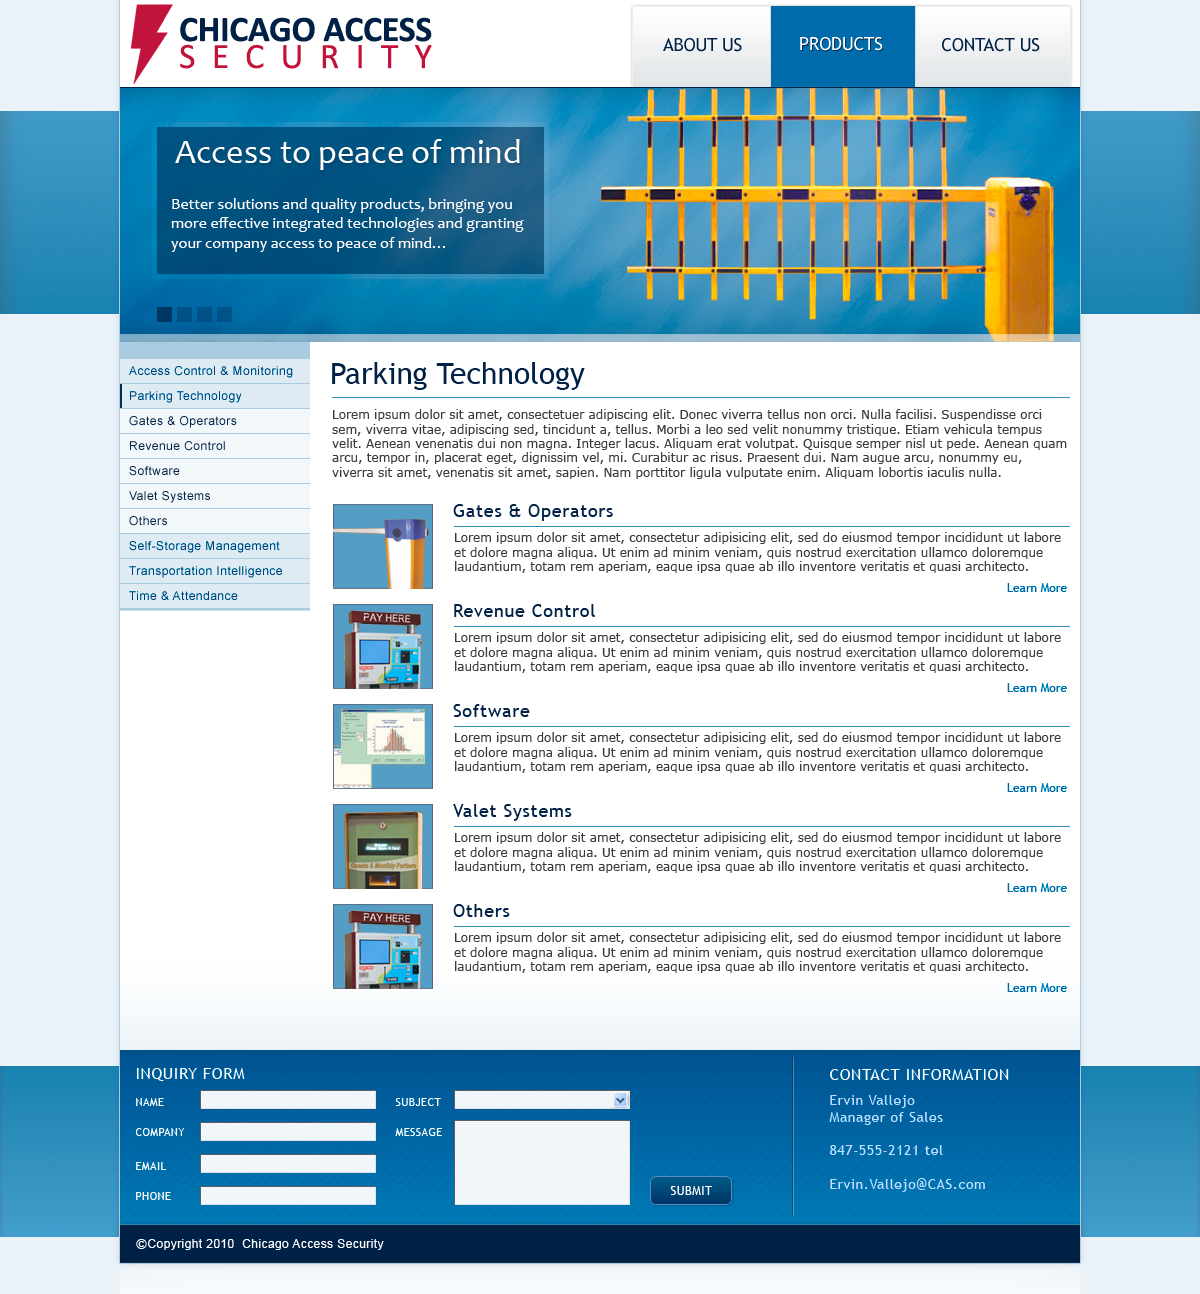 CHICAGO ACCESS
SECURITY
ABOUT US
PRODUCTS
CONTACT US
Access to peace of mind
Better solutions and quality products, bringing you
more effective integrated technologies and granting
your company access to peace of mind...
Access Control & Monitoring
Parking Technology
Gates & Operators
Revenue Control
Software
Valet Systems
Others
Self-Storage Management
Transportation Intelligence
Time & Attendance
Parking Technology
Lorem ipsum dolor sit amet, consectetuer adipiscing elit. Donec viverra tellus non orci. Nulla facilisi. Suspendisse orci
sem, viverra vitae, adipiscing sed, tincidunt a, tellus. Morbi a leo sed velit nonummy tristique. Etiam vehicula tempus
velit. Aenean venenatis dui non magna. Integer lacus. Aliquam erat volutpat. Quisque semper nisl ut pede. Aenean quam
arcu, tempor in, placerat eget, dignissim vel, mi. Curabitur ac risus. Praesent dui. Nam augue arcu, nonummy eu,
viverra sit amet, venenatis sit amet, sapien. Nam porttitor ligula vulputate enim. Aliquam lobortis iaculis nulla.
Gates & Operators
Lorem ipsum dolor sit amet, consectetur adipisicing elit, sed do eiusmod tempor incididunt ut labore
et dolore magna aliqua. Ut enim ad minim veniam, quis nostrud exercitation ullamco doloremque
laudantium, totam rem aperiam, eaque ipsa quae ab illo inventore veritatis et quasi architecto.
Learn More
PAY HERE
Revenue Control
Lorem ipsum dolor sit amet, consectetur adipisicing elit, sed do eiusmod tempor incididunt ut labore
et dolore magna aliqua. Ut enim ad minim veniam, quis nostrud exercitation ullamco doloremque
laudantium, totam rem aperiam, eaque ipsa quae ab illo inventore veritatis et quasi architecto.
Learn More
Software
Lorem ipsum dolor sit amet, consectetur adipisicing elit, sed do eiusmod tempor incididunt ut labore
et dolore magna aliqua. Ut enim ad minim veniam, quis nostrud exercitation ullamco doloremque
laudantium, totam rem aperiam, eaque ipsa quae ab illo inventore veritatis et quasi architecto.
Learn More
Valet Systems
Lorem ipsum dolor sit amet, consectetur adipisicing elit, sed do eiusmod tempor incididunt ut labore
et dolore magna aliqua. Ut enim ad minim veniam, quis nostrud exercitation ullamco doloremque
laudantium, totam rem aperiam, eaque ipsa quae ab illo inventore veritatis et quasi architecto.
& Monthly Parkers
Learn More
PAY HERE
Others
Lorem ipsum dolor sit amet, consectetur adipisicing elit, sed do eiusmod tempor incididunt ut labore
et dolore magna aliqua. Ut enim ad minim veniam, quis nostrud exercitation ullamco doloremque
laudantium, totam rem aperiam, eaque ipsa quae ab illo inventore veritatis et quasi architecto.
Learn More
INQUIRY FORM
NAME
COMPANY
EMAIL
PHONE
SUBJECT
MESSAGE
SUBMIT
CONTACT INFORMATION
Ervin Vallejo
Manager of Sales
847-555-2121 tel
Ervin.Vallejo@CAS.com
©Copyright 2010 Chicago Access Security